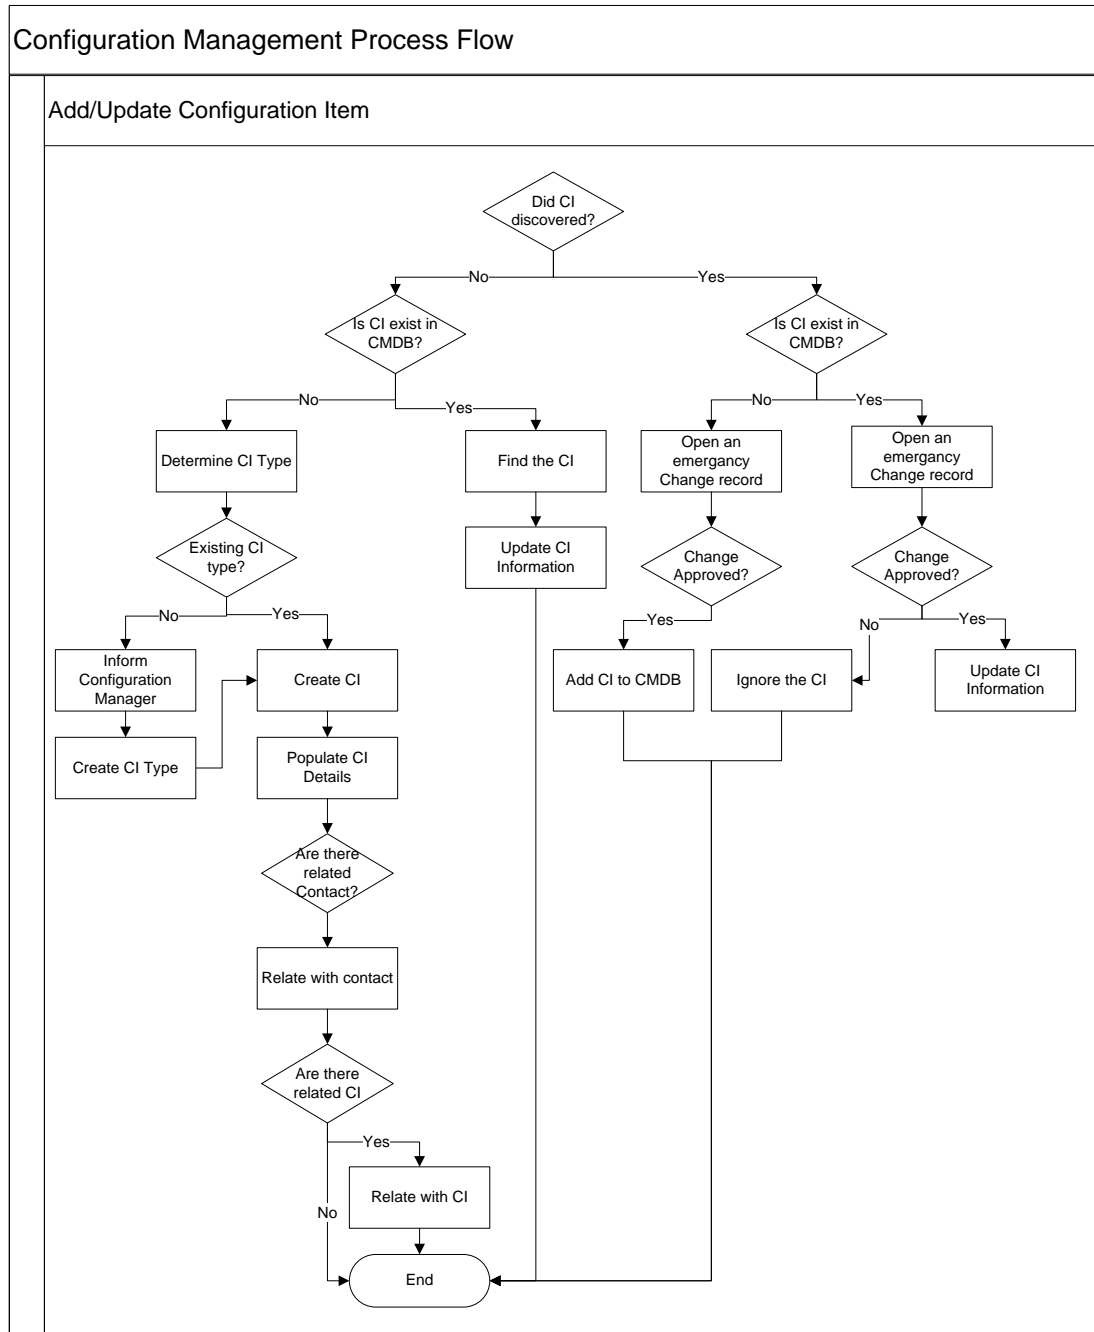 Configuration Management Process Flow
Add/Update Configuration Item
Did CI
discovered?
No
Yes
Is CI exist in
CMDB?
Is CI exist in
CMDB?
No
Yes
No
Yes
Determine CI Type
Find the CI
Open an
emergancy
Change record
Open an
emergancy
Change record
Existing CI
type?
Update CI
Information
Change
Approved?
Change
Approved?
No
Yes
Yes
No
Yes
Inform
Configuration
Manager
Create CI
Add CI to CMDB
Ignore the CI
Update CI
Information
Create CI Type
Populate CI
Details
Are there
related
Contact?
Relate with contact
Are there
related CI
Yes
Relate with CI
No
End